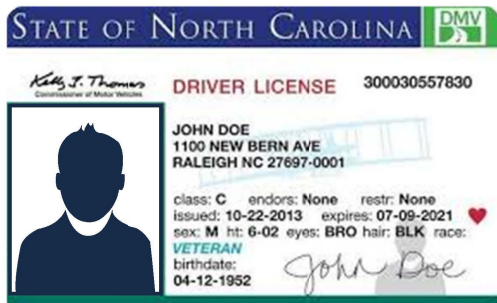 STATE OF NORTH CAROLINA DMV
Kelly J. Thomas
Commissioner of Motor Vehicles
DRIVER LICENSE 300030557830
JOHN DOE
1100 NEW BERN AVE
RALEIGH NC 27697-0001
class: C endors: None restr: None
issued: 10-22-2013 expires: 07-09-2021
sex: M ht: 6-02 eyes: BRO hair: BLK race:
VETERAN
birthdate:
04-12-1952
John Doe